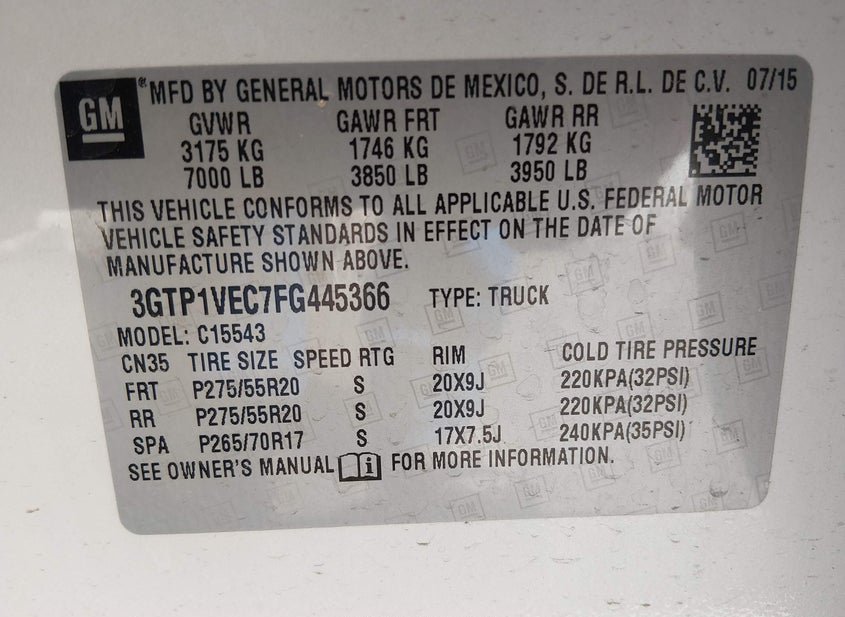 GM ® MFD BY GENERAL MOTORS DE MEXICO, S. DE R.L. DE C.V. 07/15
GVWR GAWR FRT GAWR RR
3175 KG 1746 KG 1792 KG
7000 LB 3850 LB 3950 LB
THIS VEHICLE CONFORMS TO ALL APPLICABLE U.S. FEDERAL MOTOR
VEHICLE SAFETY STANDARDS IN EFFECT ON THE DATE OF
MANUFACTURE SHOWN ABOVE.
3GTP1VEC7FG445366 TYPE: TRUCK
MODEL: C15543
CN35 TIRE SIZE SPEED RTG RIM COLD TIRE PRESSURE
FRT P275/55R20 S 20X9J 220KPA(32PSI)
RR P275/55R20 S 20X9J 220KPA(32PSI)
SPA P265/70R17 S 17X7.5J 240KPA(35PSI)
SEE OWNER'S MANUAL i FOR MORE INFORMATION.